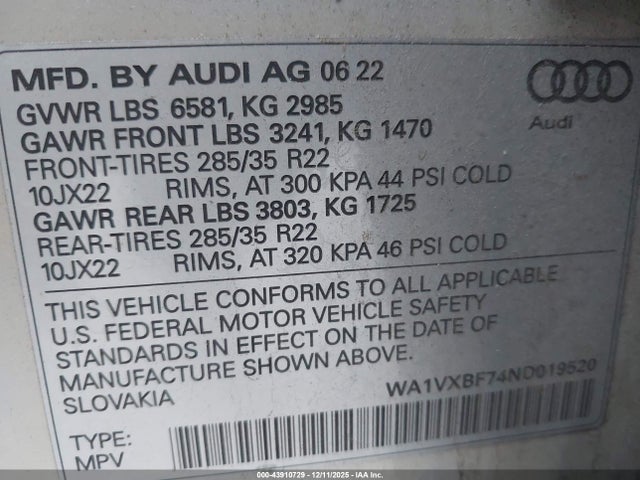 MFD. BY AUDI AG 06 22
GVWR LBS 6581, KG 2985
GAWR FRONT LBS 3241, KG 1470
FRONT-TIRES 285/35 R22
10JX22 RIMS, AT 300 KPA 44 PSI COLD
GAWR REAR LBS 3803, KG 1725
REAR-TIRES 285/35 R22
10JX22 RIMS, AT 320 KPA 46 PSI COLD
Audi
THIS VEHICLE CONFORMS TO ALL APPLICABLE
U.S. FEDERAL MOTOR VEHICLE SAFETY
STANDARDS IN EFFECT ON THE DATE OF
MANUFACTURE SHOWN ABOVE.
SLOVAKIA
WA1VXBF74ND019520
TYPE:
MPV
000-43910729 - 12/11/2025 - IAAI.COM